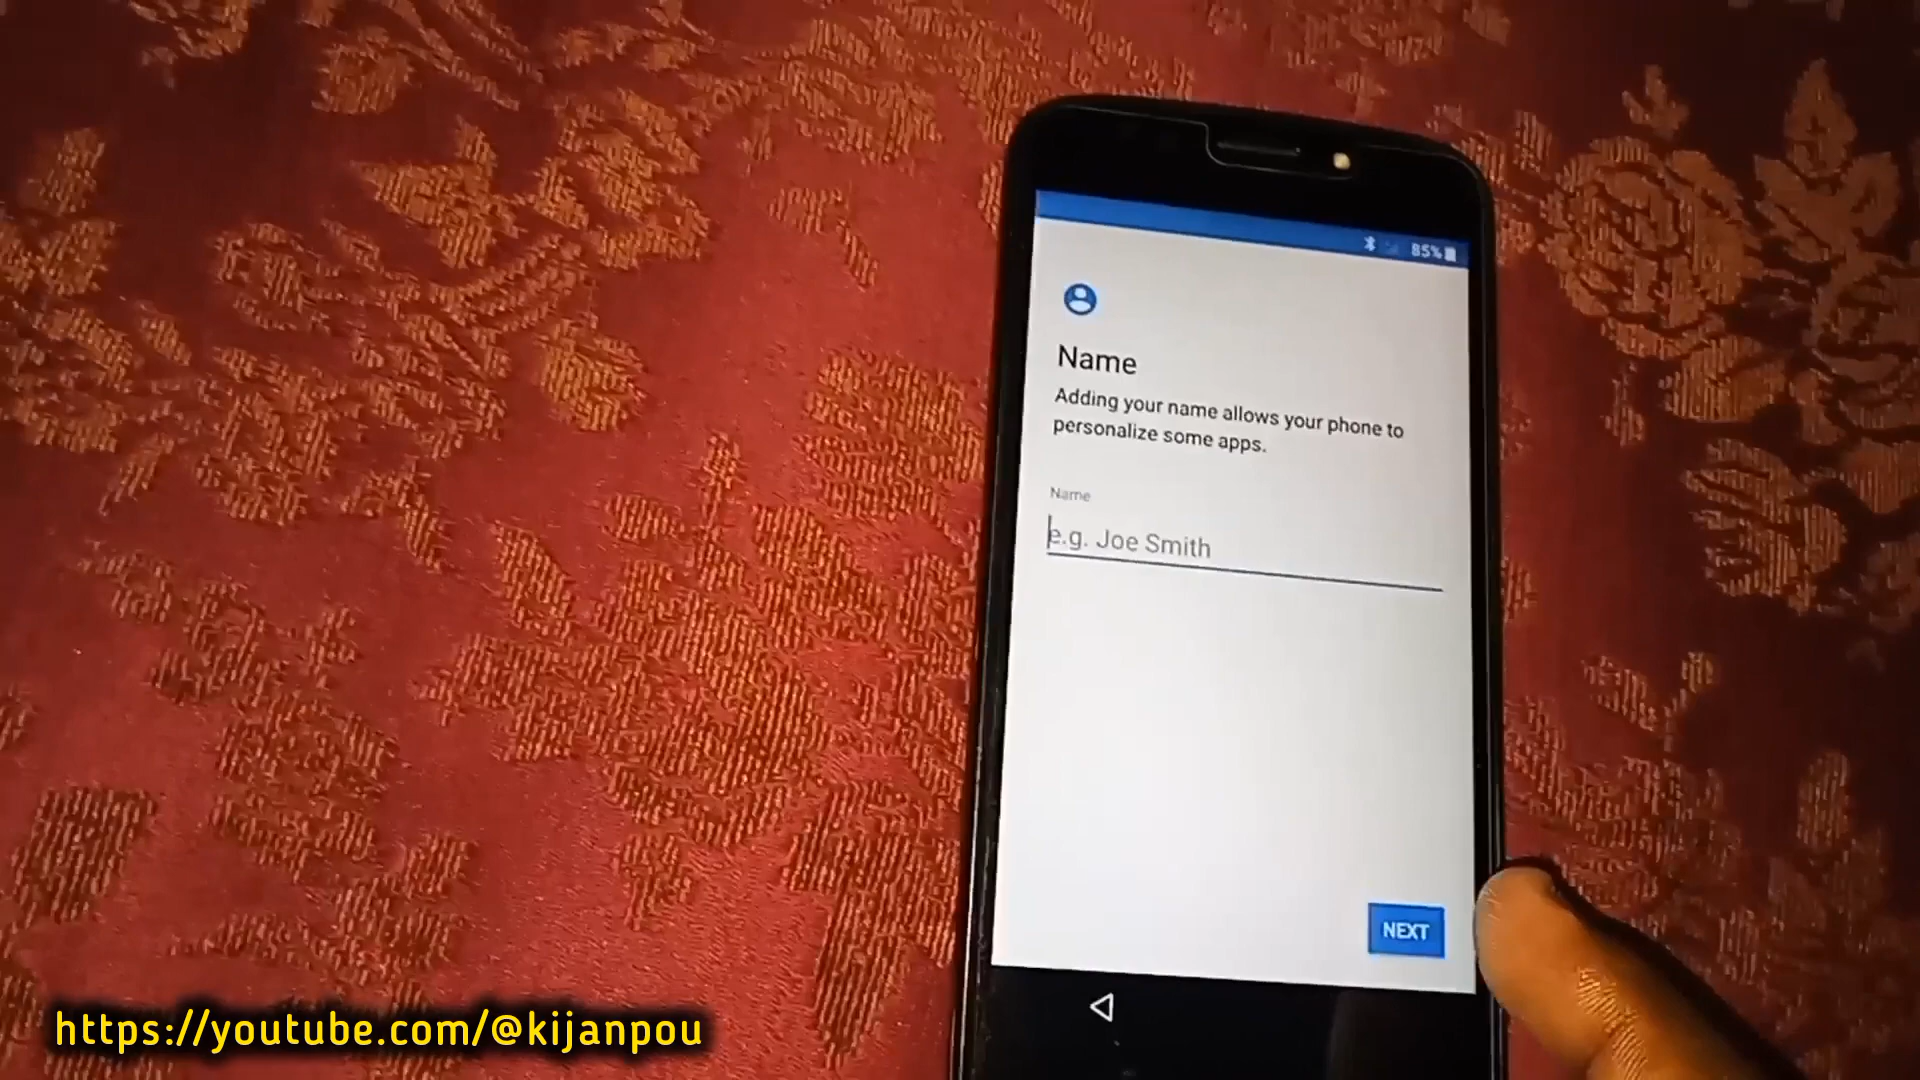 85%
Name
Adding your name allows your phone to
personalize some apps.
Name
e.g. Joe Smith
NEXT
https://youtube.com/@kijanpou